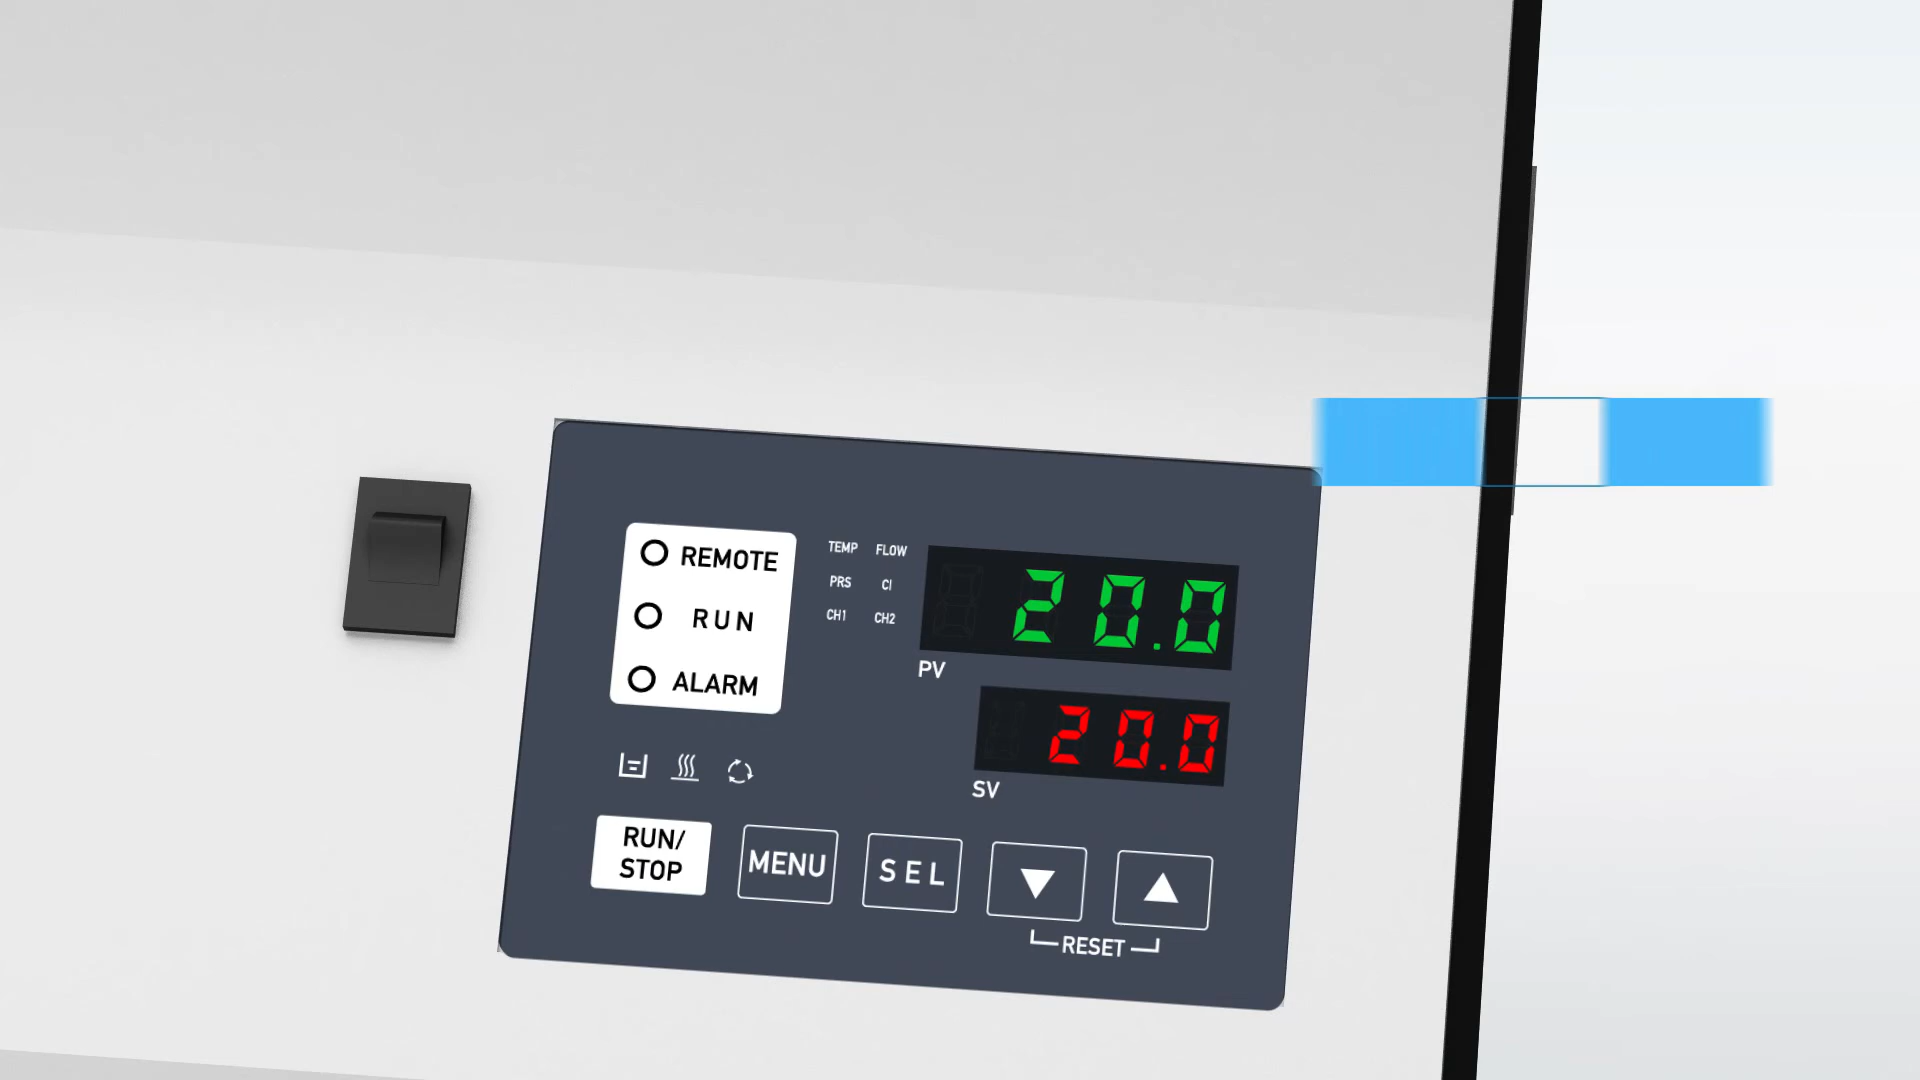 REMOTE
RUN
ALARM
TEMP FLOW
PRS CI
CH1 CH2
20.0
PV
20.0
SV
RUN/
STOP
MENU
SEL
▼
▲
RESET